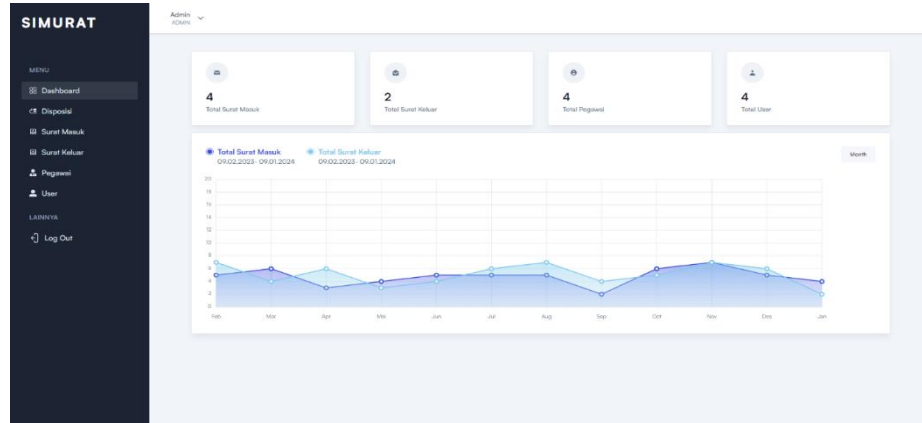 SIMURAT
Admin
ADMIN
MENU
Dashboard
Disposisi
Surat Masuk
Surat Keluar
Pegawai
User
LAINNYA
Log Out
4
Total Surat Masuk
2
Total Surat Keluar
4
Total Pegawai
4
Total User
Total Surat Masuk
09.02.2023- 09.01.2024
Total Surat Keluar
09.02.2023- 09.01.2024
Month
20
18
16
14
12
10
8
6
4
2
0
Feb Mar Apr Mei Jun Jul Aug Sep Oct Nov Des Jan